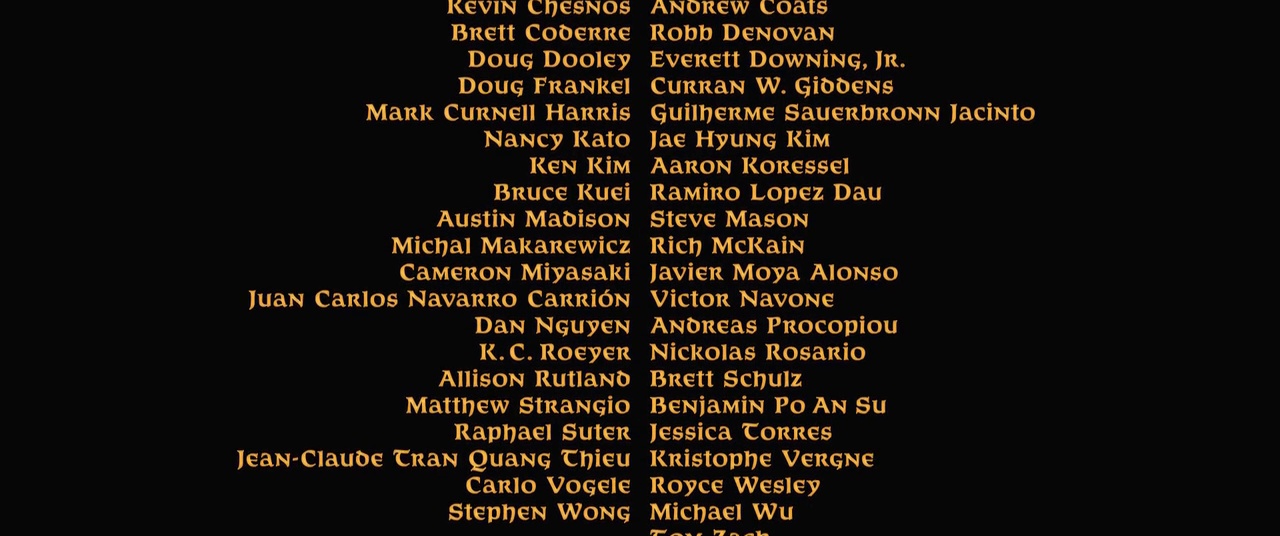 Kevin Chesnos Andrew Coats
Brett Coderre Robb Denovan
Doug Dooley Everett Downing, Jr.
Doug Frankel Curran W. Giddens
Mark Curnell Harris Guilherme Sauerbronn Jacinto
Nancy Kato Jae Hyung Kim
Ken Kim Aaron Koressel
Bruce Kuei Ramiro Lopez Dau
Austin Madison Steve Mason
Michal Makarewicz Rich McKain
Cameron Miyasaki Javier Moya Alonso
Juan Carlos Navarro Carrión Victor Navone
Dan Nguyen Andreas Procopiou
K. C. Roeyer Nickolas Rosario
Allison Rutland Brett Schulz
Matthew Strangio Benjamin Po An Su
Raphael Suter Jessica Torres
Jean-Claude Tran Quang Thieu Kristophe Vergne
Carlo Vogele Royce Wesley
Stephen Wong Michael Wu